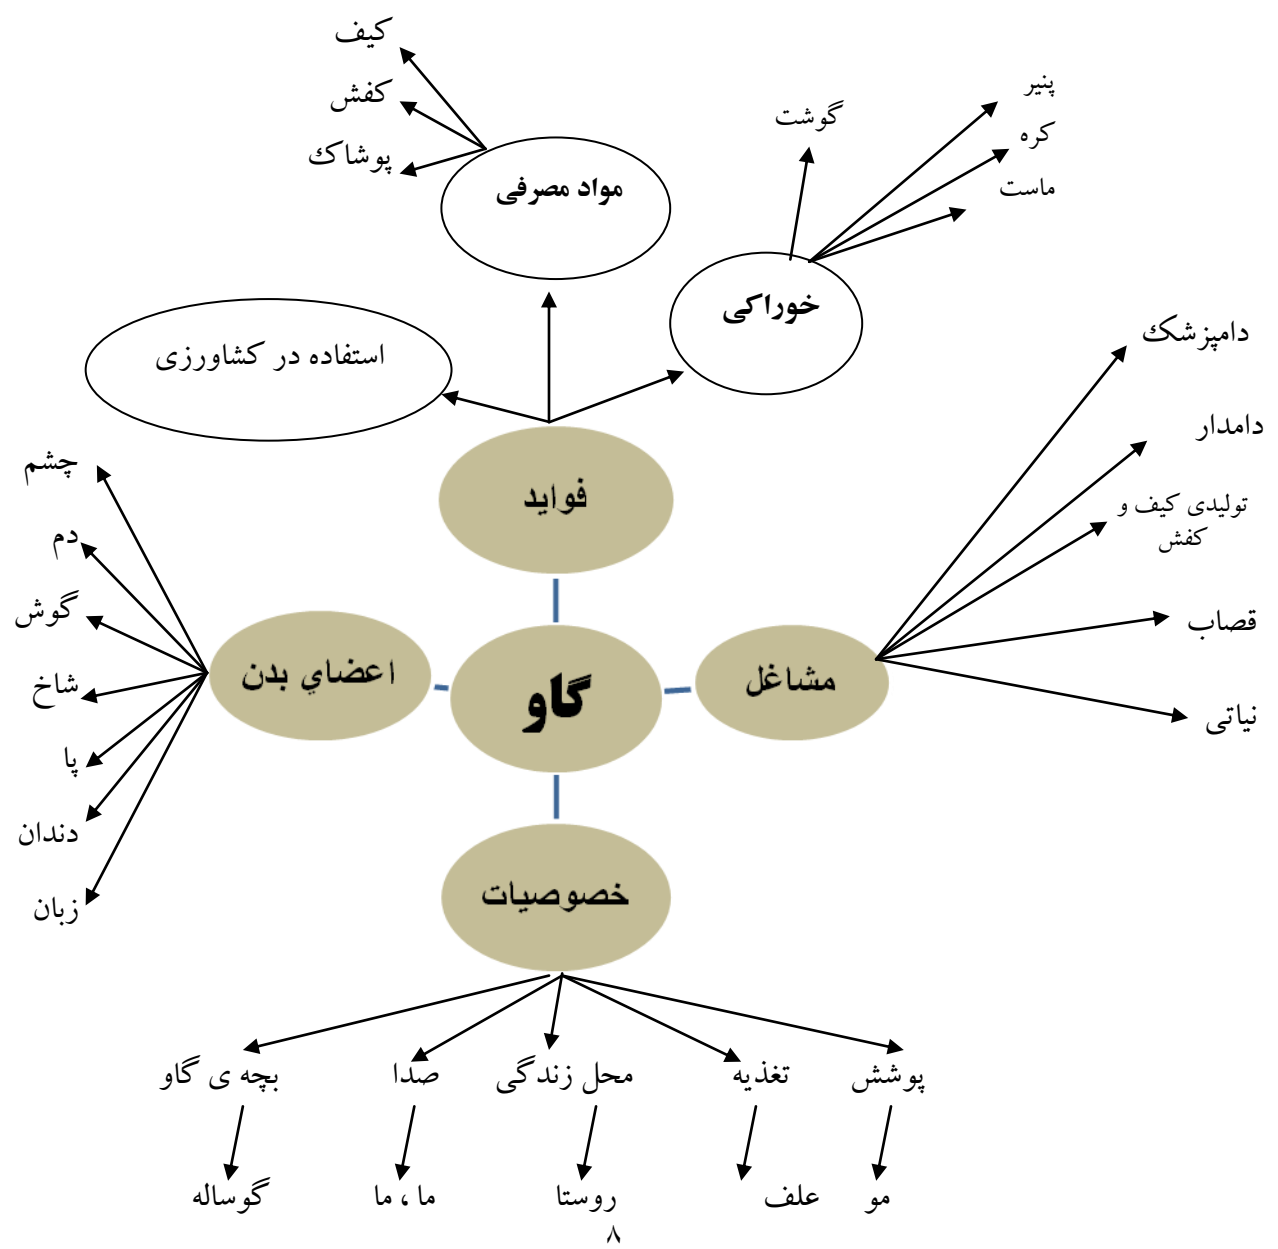 کیف
کفش
پوشاک
مواد مصرفی
گوشت
پنیر
کره
ماست
خوراکی
استفاده در کشاورزی
فواید
دامپزشک
دامدار
تولیدی کیف و
کفش
قصاب
نیاتی
مشاغل
گاو
اعضاي بدن
چشم
دم
گوش
شاخ
پا
دندان
زبان
خصوصیات
پوشش
تغذیه
محل زندگی
صدا
بچه ی گاو
مو
علف
روستا
ما ، ما
گوساله
۸